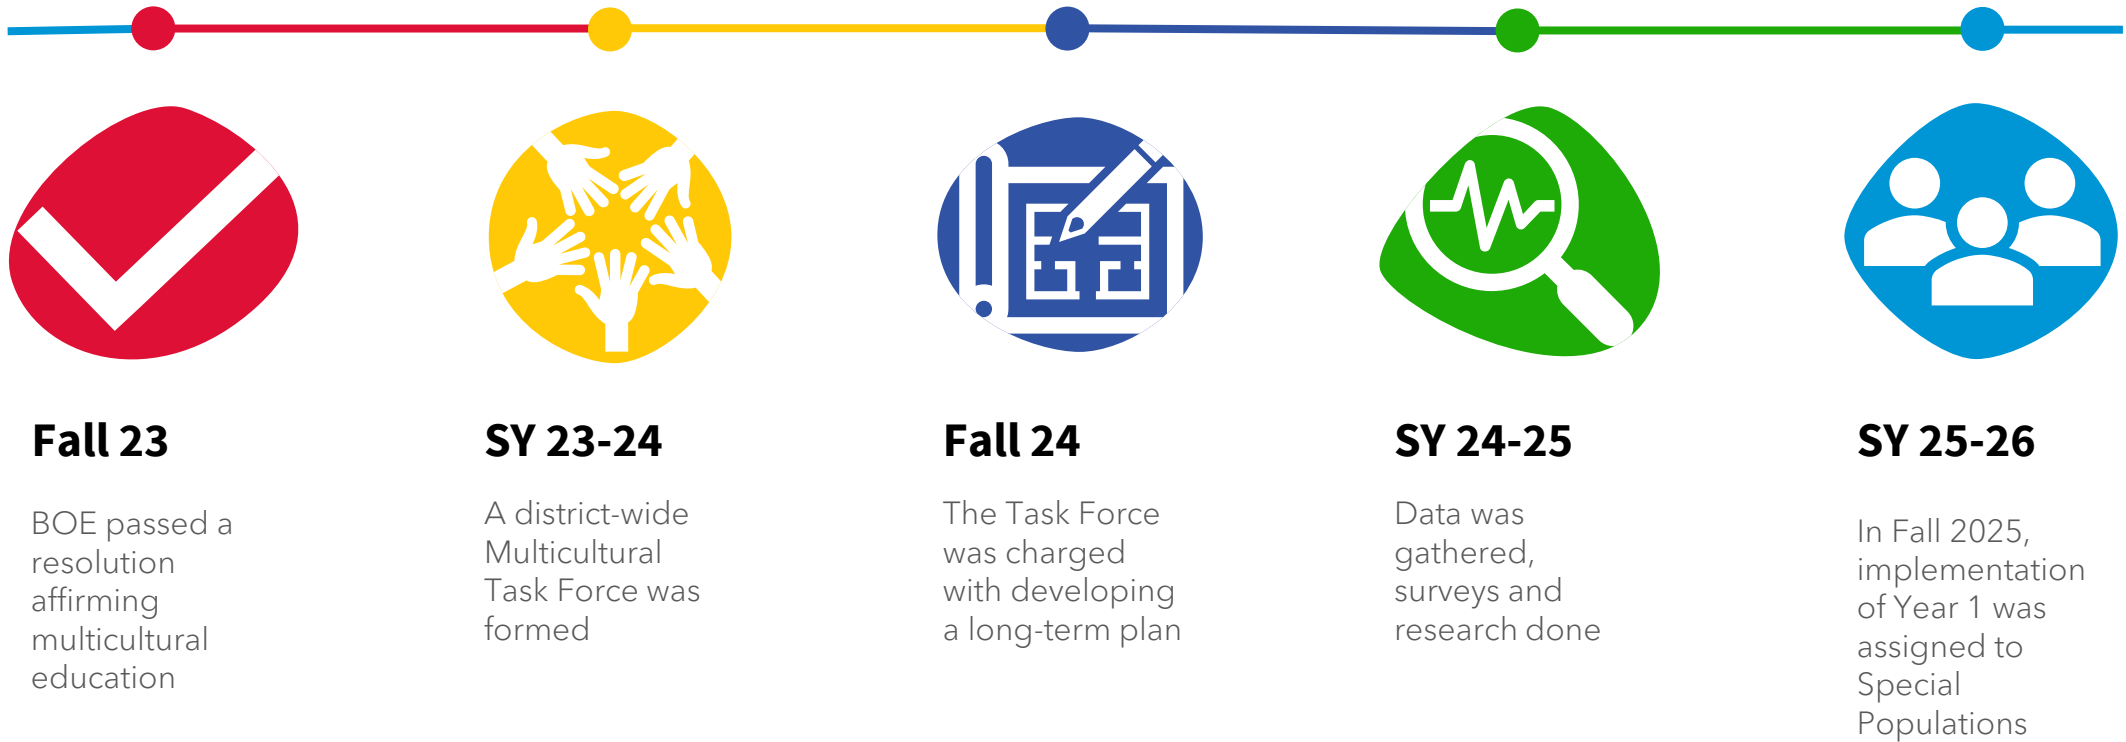 Fall 23
BOE passed a
resolution
affirming
multicultural
education
SY 23-24
A district-wide
Multicultural
Task Force was
formed
Fall 24
The Task Force
was charged
with developing
a long-term plan
SY 24-25
Data was
gathered,
surveys and
research done
SY 25-26
In Fall 2025,
implementation
of Year 1 was
assigned to
Special
Populations